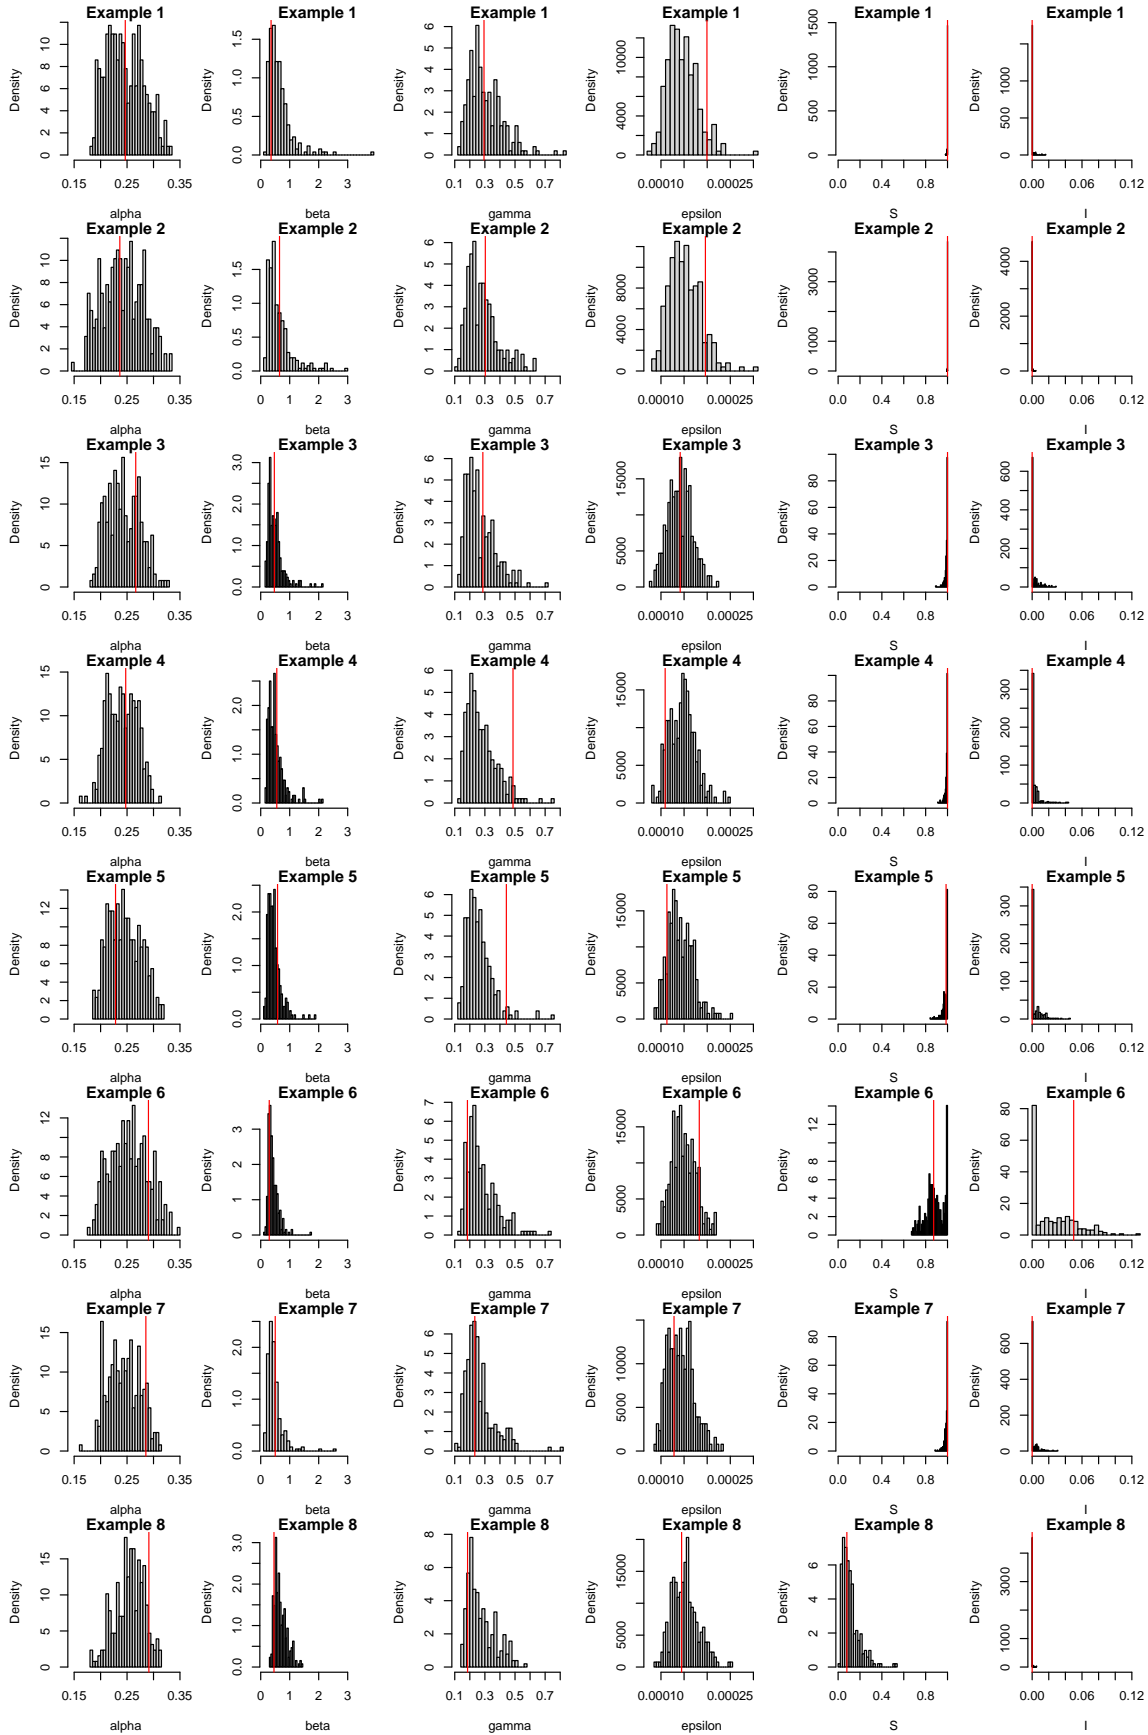 Example 1
Density
0 2 4 6 8 10
0.15 0.25 0.35
alpha
Example 1
Density
0.0 0.5 1.0 1.5
0 1 2 3
beta
Example 1
Density
0 1 2 3 4 5 6
0.1 0.3 0.5 0.7
gamma
Example 1
Density
0 4000 10000
0.00010 0.00025
epsilon
Example 1
Density
0 500 1000 1500
0.0 0.4 0.8
S
Example 1
Density
0 500 1000
0.00 0.06 0.12
I
Example 2
Density
0 2 4 6 8 10
0.15 0.25 0.35
alpha
Example 2
Density
0.0 0.5 1.0 1.5
0 1 2 3
beta
Example 2
Density
0 1 2 3 4 5 6
0.1 0.3 0.5 0.7
gamma
Example 2
Density
0 4000 8000
0.00010 0.00025
epsilon
Example 2
Density
0 1000 3000
0.0 0.4 0.8
S
Example 2
Density
0 1000 2000 3000 4000
0.00 0.06 0.12
I
Example 3
Density
0 5 10 15
0.15 0.25 0.35
alpha
Example 3
Density
0.0 1.0 2.0 3.0
0 1 2 3
beta
Example 3
Density
0 1 2 3 4 5 6
0.1 0.3 0.5 0.7
gamma
Example 3
Density
0 5000 15000
0.00010 0.00025
epsilon
Example 3
Density
0 20 40 60 80
0.0 0.4 0.8
S
Example 3
Density
0 200 400 600
0.00 0.06 0.12
I
Example 4
Density
0 5 10 15
0.15 0.25 0.35
alpha
Example 4
Density
0.0 1.0 2.0
0 1 2 3
beta
Example 4
Density
0 1 2 3 4 5 6
0.1 0.3 0.5 0.7
gamma
Example 4
Density
0 5000 15000
0.00010 0.00025
epsilon
Example 4
Density
0 20 40 60 80
0.0 0.4 0.8
S
Example 4
Density
0 100 200 300
0.00 0.06 0.12
I
Example 5
Density
0 2 4 6 8 12
0.15 0.25 0.35
alpha
Example 5
Density
0.0 1.0 2.0
0 1 2 3
beta
Example 5
Density
0 1 2 3 4 5 6
0.1 0.3 0.5 0.7
gamma
Example 5
Density
0 5000 15000
0.00010 0.00025
epsilon
Example 5
Density
0 20 40 60 80
0.0 0.4 0.8
S
Example 5
Density
0 100 200 300
0.00 0.06 0.12
I
Example 6
Density
0 2 4 6 8 12
0.15 0.25 0.35
alpha
Example 6
Density
0 1 2 3
0 1 2 3
beta
Example 6
Density
0 1 2 3 4 5 6 7
0.1 0.3 0.5 0.7
gamma
Example 6
Density
0 5000 15000
0.00010 0.00025
epsilon
Example 6
Density
0 2 4 6 8 12
0.0 0.4 0.8
S
Example 6
Density
0 20 40 60 80
0.00 0.06 0.12
I
Example 7
Density
0 5 10 15
0.15 0.25 0.35
alpha
Example 7
Density
0.0 1.0 2.0
0 1 2 3
beta
Example 7
Density
0 1 2 3 4 5 6
0.1 0.3 0.5 0.7
gamma
Example 7
Density
0 5000 10000
0.00010 0.00025
epsilon
Example 7
Density
0 20 40 60 80
0.0 0.4 0.8
S
Example 7
Density
0 200 400 600
0.00 0.06 0.12
I
Example 8
Density
0 5 10 15
0.15 0.25 0.35
alpha
Example 8
Density
0.0 1.0 2.0 3.0
0 1 2 3
beta
Example 8
Density
0 2 4 6 8
0.1 0.3 0.5 0.7
gamma
Example 8
Density
0 5000 15000
0.00010 0.00025
epsilon
Example 8
Density
0 2 4 6
0.0 0.4 0.8
S
Example 8
Density
0 1000 3000
0.00 0.06 0.12
I